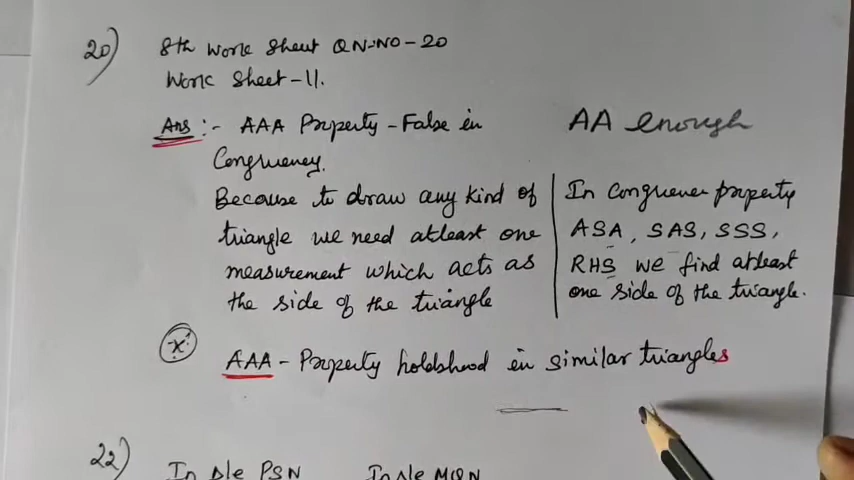 20) 8th Work Sheet QN.NO-20
Work Sheet-11.
Ans :- AAA Property - False in
Congruency.
AA enough
Because to draw any kind of
triangle we need atleast one
measurement which acts as
the side of the triangle
In congruence property
ASA, SAS, SSS,
RHS we find atleast
one side of the triangle.
AAA - Property holdshood in similar triangles
22) In Dle PSN In Dle MQN